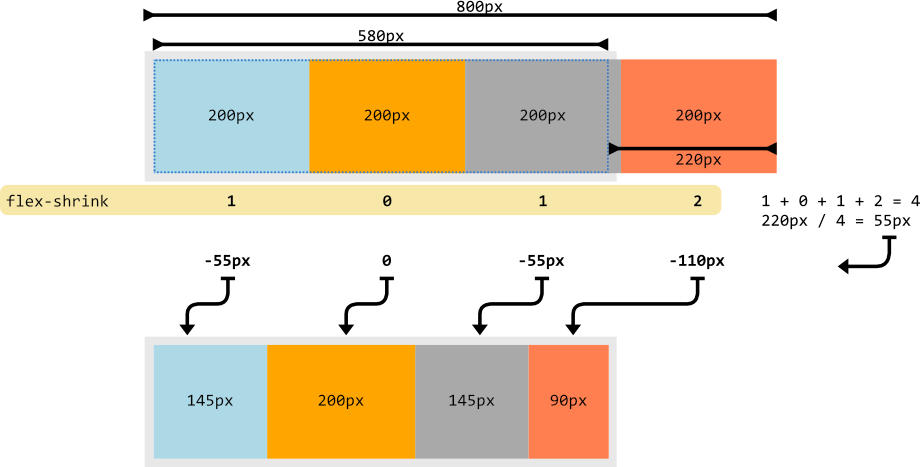 800px
580px
200px 200px 200px 200px
220px
flex-shrink 1 0 1 2 1 + 0 + 1 + 2 = 4
220px / 4 = 55px
-55px 0 -55px -110px
145px 200px 145px 90px